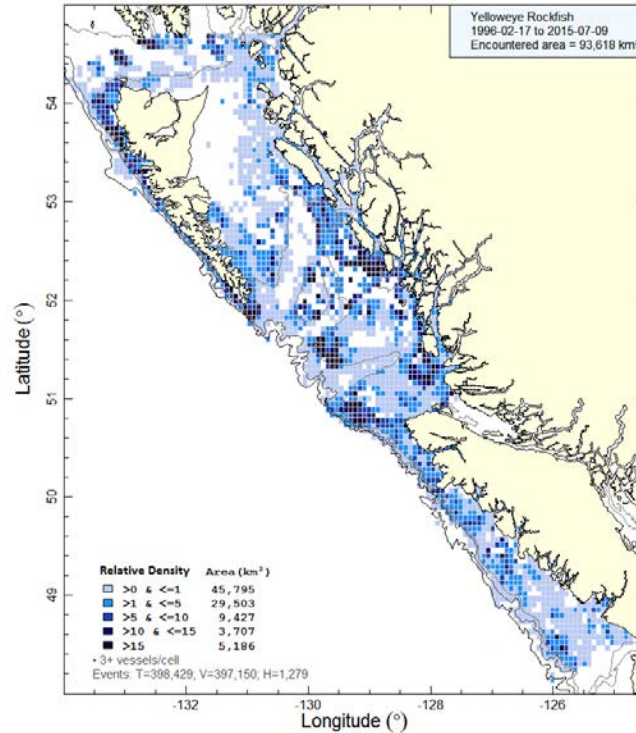 Yelloweye Rockfish
1996-02-17 to 2015-07-09
Encountered area = 93,618 km²
54
53
52
51
50
49
Latitude (°)
Relative Density Area (km²)
>0 & <=1 45,795
>1 & <=5 29,503
>5 & <=10 9,427
>10 & <=15 3,707
>15 5,186
• 3+ vessels/cell
Events: T=398,429, V=397,150, H=1,279
-132 -130 -128 -126
Longitude (°)